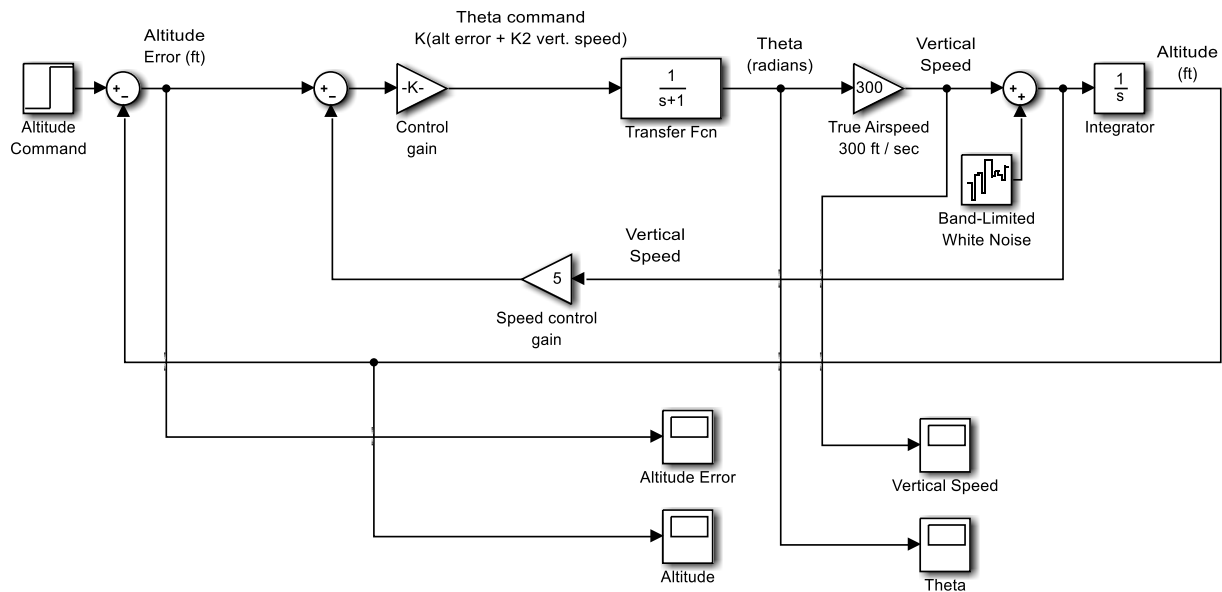 Theta command
K(alt error + K2 vert. speed)
Altitude
Error (ft)
Theta
(radians)
Vertical
Speed
Altitude
(ft)
+
−
+
−
-K-
1
s+1
300
+
+
1
s
Altitude
Command
Control
gain
Transfer Fcn
True Airspeed
300 ft / sec
Integrator
Band-Limited
White Noise
Vertical
Speed
5
Speed control
gain
Altitude Error
Vertical Speed
Altitude
Theta